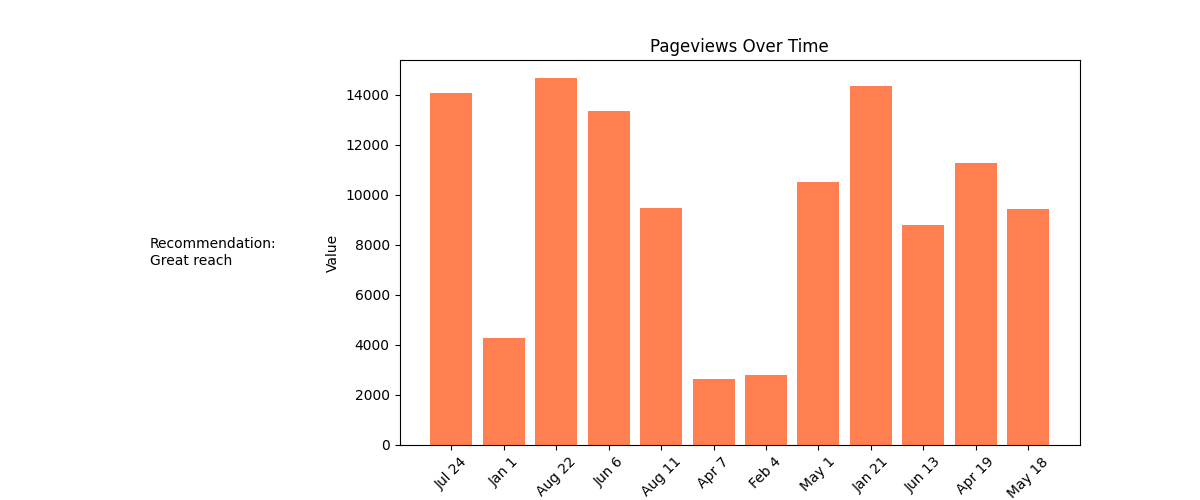 Pageviews Over Time
Recommendation:
Great reach
Value
14000
12000
10000
8000
6000
4000
2000
0
Jul 24
Jan 1
Aug 22
Jun 6
Aug 11
Apr 7
Feb 4
May 1
Jan 21
Jun 13
Apr 19
May 18